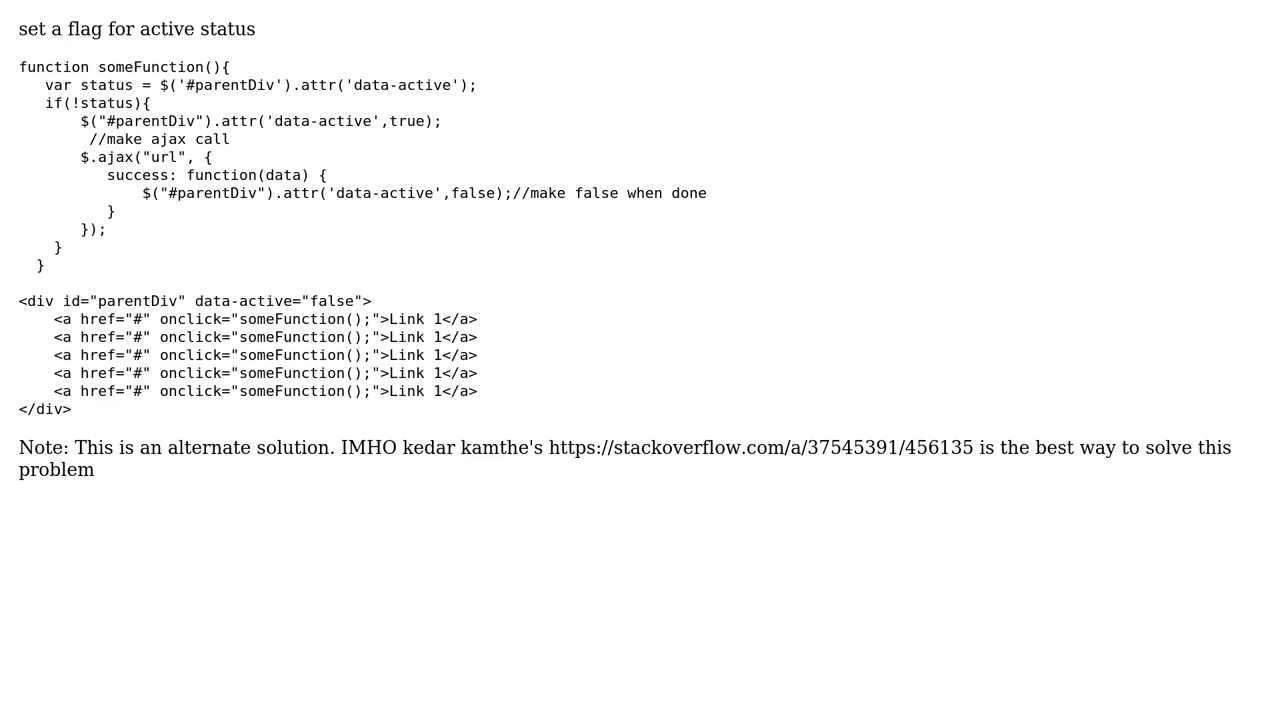 set a flag for active status
function someFunction(){
   var status = $('#parentDiv').attr('data-active');
   if(!status){
       $("#parentDiv").attr('data-active',true);
        //make ajax call
       $.ajax("url", {
          success: function(data) {
              $("#parentDiv").attr('data-active',false);//make false when done
          }
       });
    }
  }
<div id="parentDiv" data-active="false">
    <a href="#" onclick="someFunction();">Link 1</a>
    <a href="#" onclick="someFunction();">Link 1</a>
    <a href="#" onclick="someFunction();">Link 1</a>
    <a href="#" onclick="someFunction();">Link 1</a>
    <a href="#" onclick="someFunction();">Link 1</a>
</div>
Note: This is an alternate solution. IMHO kedar kamthe's https://stackoverflow.com/a/37545391/456135 is the best way to solve this
problem